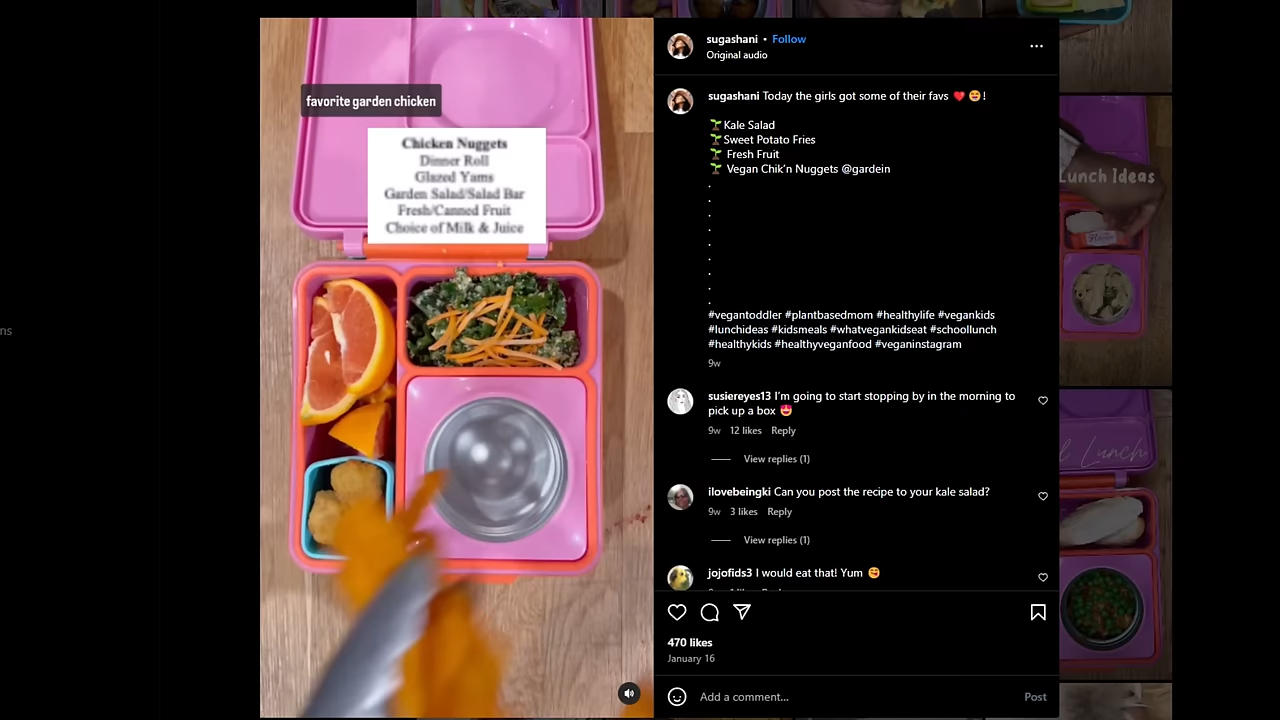 ns
favorite garden chicken
Chicken Nuggets
Dinner Roll
Glazed Yams
Garden Salad/Salad Bar
Fresh/Canned Fruit
Choice of Milk & Juice
sugashani • Follow
Original audio
sugashani Today the girls got some of their favs ❤️ 😄!
🌱Kale Salad
🌱Sweet Potato Fries
🌱 Fresh Fruit
🌱 Vegan Chik’n Nuggets @gardein
.
.
.
.
.
.
.
.
.
#vegantoddler #plantbasedmom #healthylife #vegankids
#lunchideas #kidsmeals #whatvegankidseat #schoollunch
#healthykids #healthyveganfood #veganinstagram
9w
susiereyes13 I’m going to start stopping by in the morning to
pick up a box 🤩
9w 12 likes Reply
View replies (1)
ilovebeingki Can you post the recipe to your kale salad?
9w 3 likes Reply
View replies (1)
jojofids3 I would eat that! Yum 😋
470 likes
January 16
Add a comment... Post
Lunch Ideas
Lunch